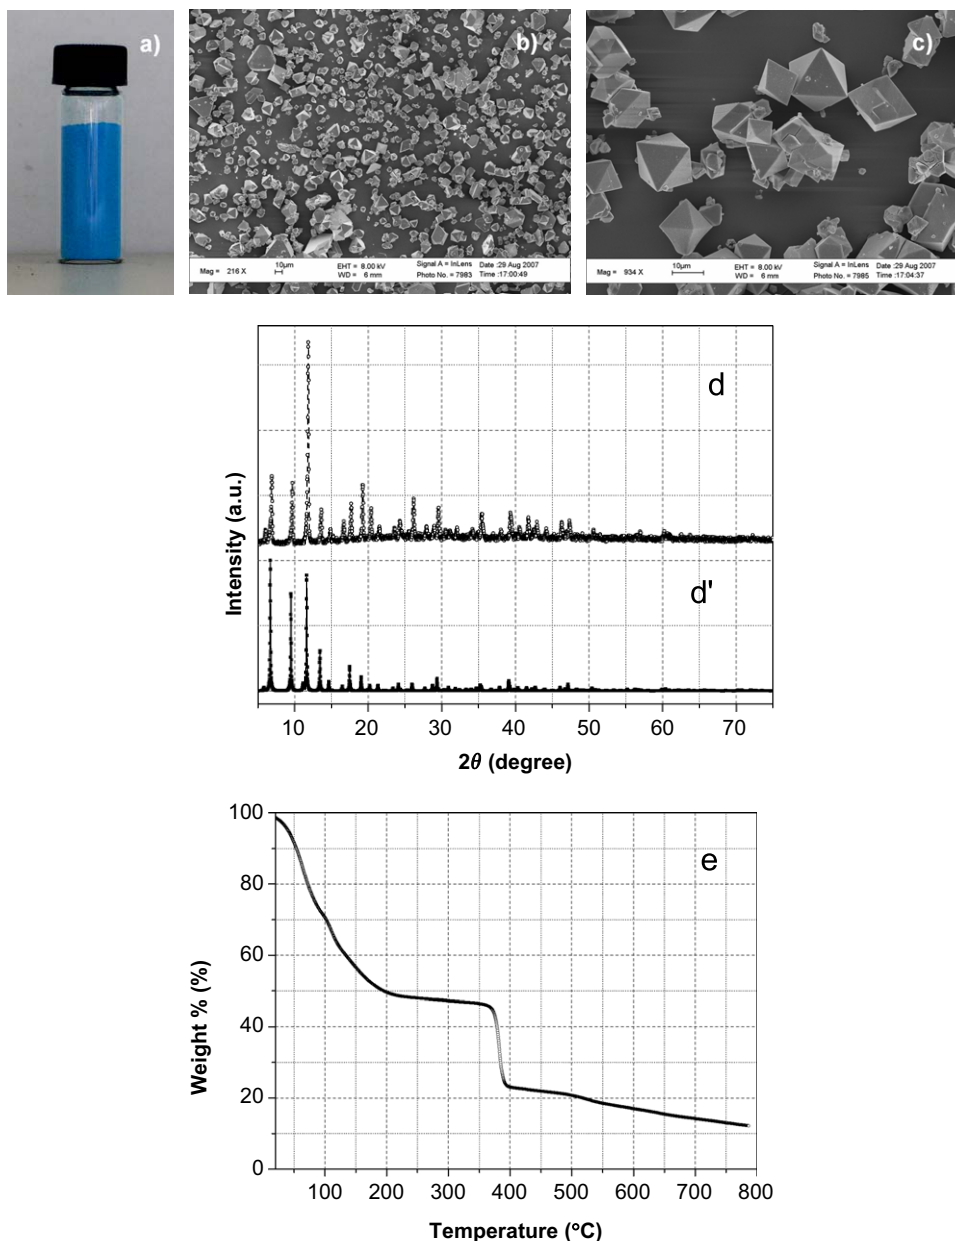 a)
b)
c)
Mag = 216 X 10µm EHT = 8.00 kV Signal A = InLens Date :29 Aug 2007
WD = 6 mm Photo No. = 7983 Time :17:00:49
Mag = 934 X 10µm EHT = 8.00 kV Signal A = InLens Date :29 Aug 2007
WD = 6 mm Photo No. = 7985 Time :17:04:37
d
d'
Intensity (a.u.)
10 20 30 40 50 60 70
2θ (degree)
e
100
80
60
40
20
0
Weight % (%)
100 200 300 400 500 600 700 800
Temperature (°C)